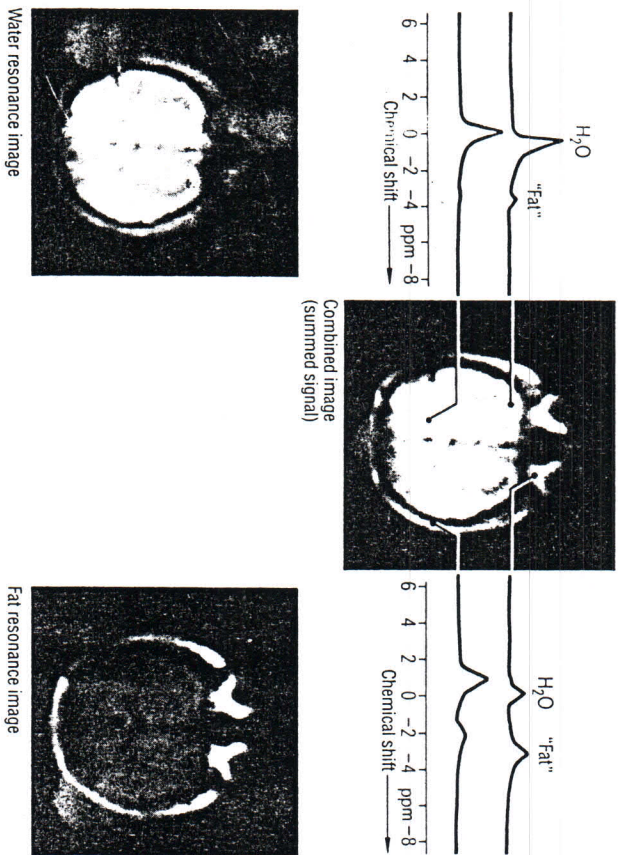 H₂O
"Fat"
6 4 2 0 −2 −4 ppm −8
Chemical shift
H₂O
"Fat"
6 4 2 0 −2 −4 ppm −8
Chemical shift
Combined image
(summed signal)
Water resonance image
Fat resonance image